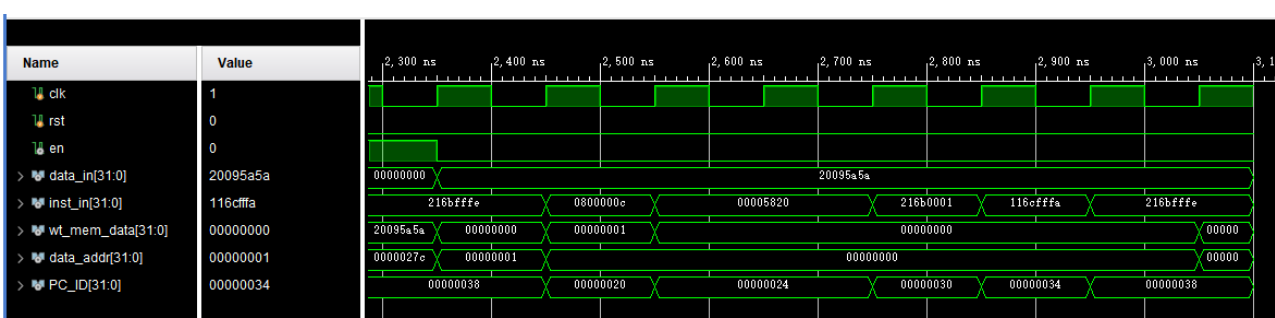 Name Value 2,300 ns 2,400 ns 2,500 ns 2,600 ns 2,700 ns 2,800 ns 2,900 ns 3,000 ns 3,1
clk 1
rst 0
en 0
data_in[31:0] 20095a5a 00000000 20095a5a
inst_in[31:0] 116cfffa 216bfffe 0800000c 00005820 216b0001 116cfffa 216bfffe
wt_mem_data[31:0] 00000000 20095a5a 00000000 00000001 00000000 00000
data_addr[31:0] 00000001 0000027c 00000001 00000000 00000
PC_ID[31:0] 00000034 00000038 00000020 00000024 00000030 00000034 00000038